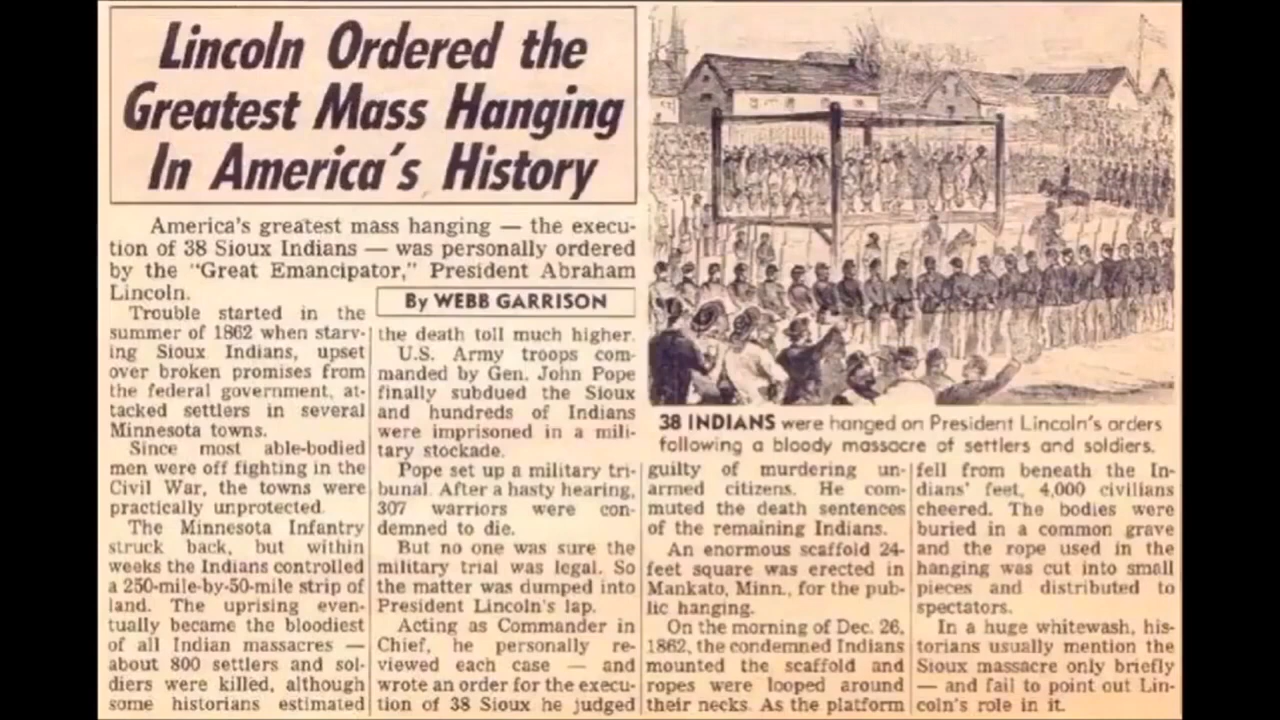 Lincoln Ordered the
Greatest Mass Hanging
In America's History
America's greatest mass hanging — the execu-
tion of 38 Sioux Indians — was personally ordered
by the "Great Emancipator," President Abraham
Lincoln.
By WEBB GARRISON
Trouble started in the
summer of 1862 when starv-
ing Sioux Indians, upset
over broken promises from
the federal government, at-
tacked settlers in several
Minnesota towns.
Since most able-bodied
men were off fighting in the
Civil War, the towns were
practically unprotected.
The Minnesota Infantry
struck back, but within
weeks the Indians controlled
a 250-mile-by-50-mile strip of
land. The uprising even-
tually became the bloodiest
of all Indian massacres —
about 800 settlers and sol-
diers were killed, although
some historians estimated
the death toll much higher.
U.S. Army troops com-
manded by Gen. John Pope
finally subdued the Sioux
and hundreds of Indians
were imprisoned in a mili-
tary stockade.
Pope set up a military tri-
bunal. After a hasty hearing,
307 warriors were con-
demned to die.
But no one was sure the
military trial was legal. So
the matter was dumped into
President Lincoln's lap.
Acting as Commander in
Chief, he personally re-
viewed each case — and
wrote an order for the execu-
tion of 38 Sioux he judged
38 INDIANS were hanged on President Lincoln's orders
following a bloody massacre of settlers and soldiers.
guilty of murdering un-
armed citizens. He com-
muted the death sentences
of the remaining Indians.
An enormous scaffold 24-
feet square was erected in
Mankato, Minn., for the pub-
lic hanging.
On the morning of Dec. 26,
1862, the condemned Indians
mounted the scaffold and
ropes were looped around
their necks. As the platform
fell from beneath the In-
dians' feet, 4,000 civilians
cheered. The bodies were
buried in a common grave
and the rope used in the
hanging was cut into small
pieces and distributed to
spectators.
In a huge whitewash, his-
torians usually mention the
Sioux massacre only briefly
— and fail to point out Lin-
coln's role in it.